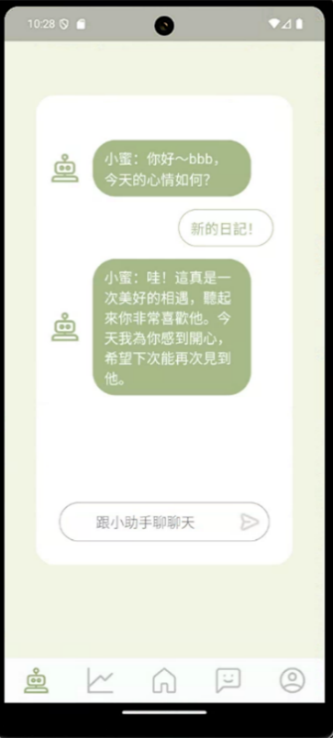 10:28
小蜜：你好～bbb，
今天的心情如何？
新的日記！
小蜜：哇！這真是一
次美好的相遇，聽起
來你非常喜歡他。今
天我為你感到開心，
希望下次能再次見到
他。
跟小助手聊聊天